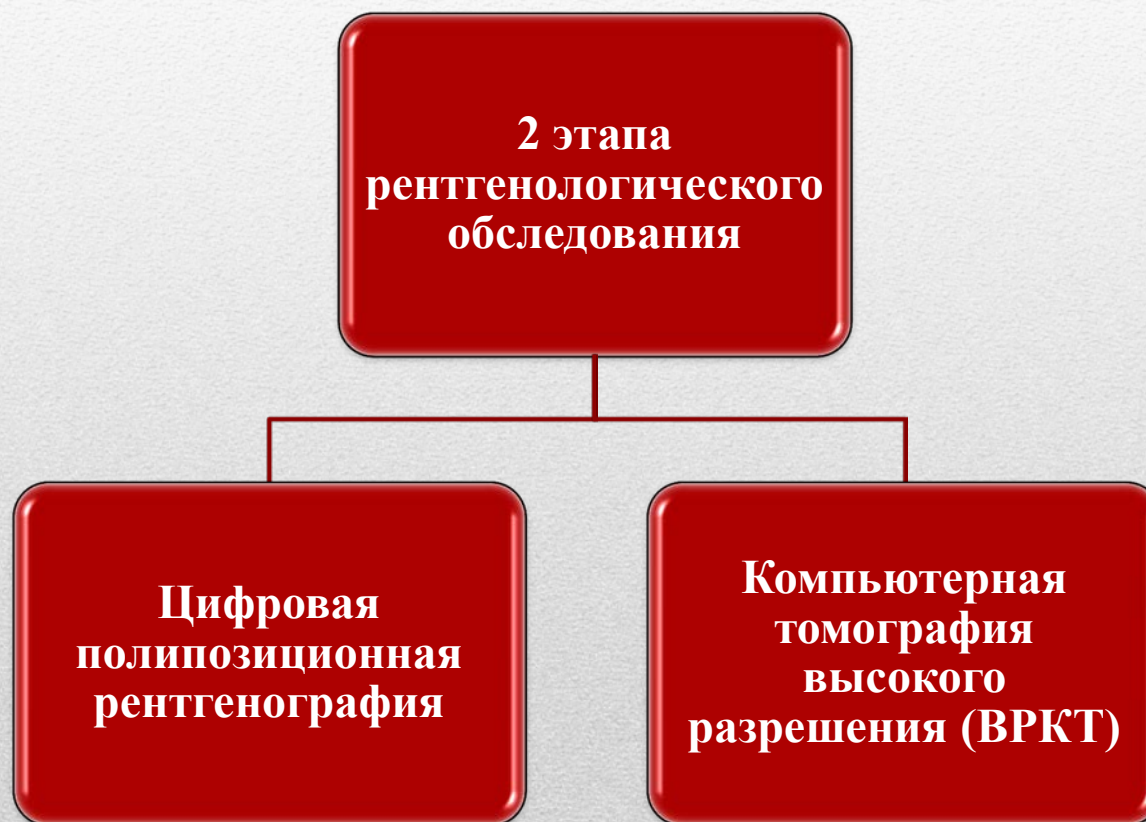 2 этапа
рентгенологического
обследования
Цифровая
полипозиционная
рентгенография
Компьютерная
томография
высокого
разрешения (ВРКТ)